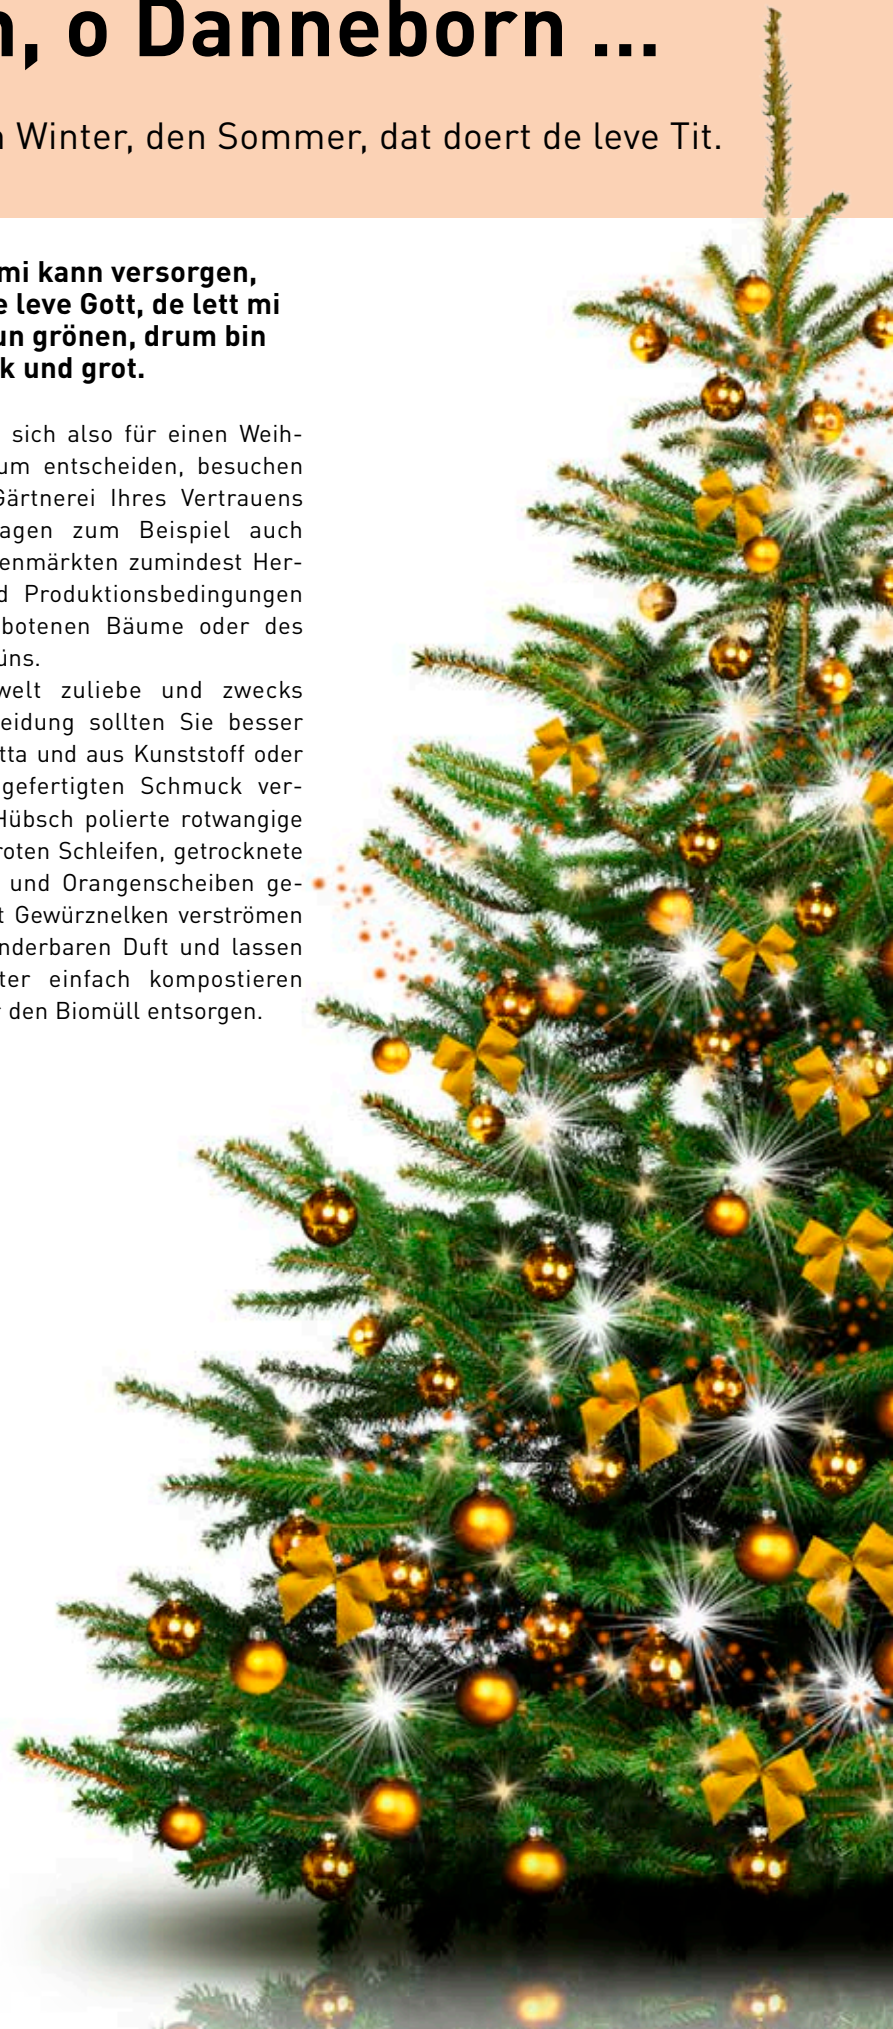 , o Danneborn ...
Winter, den Sommer, dat doert de leve Tit.
mi kann versorgen,
leve Gott, de lett mi
un grönen, drum bin
k und grot.
sich also für einen Weih-
um entscheiden, besuchen
Gärtnerei Ihres Vertrauens
agen zum Beispiel auch
enmärkten zumindest Her-
d Produktionsbedingungen
botenen Bäume oder des
üns.
welt zuliebe und zwecks
eidung sollten Sie besser
tta und aus Kunststoff oder
gefertigten Schmuck ver-
Hübsch polierte rotwangige
roten Schleifen, getrocknete
und Orangenscheiben ge-
t Gewürznelken verströmen
nderbaren Duft und lassen
ter einfach kompostieren
r den Biomüll entsorgen.